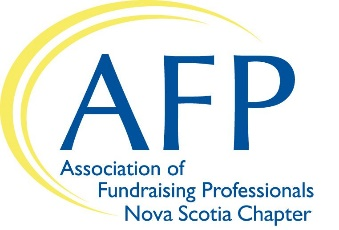 AFP
Association of
Fundraising Professionals
Nova Scotia Chapter